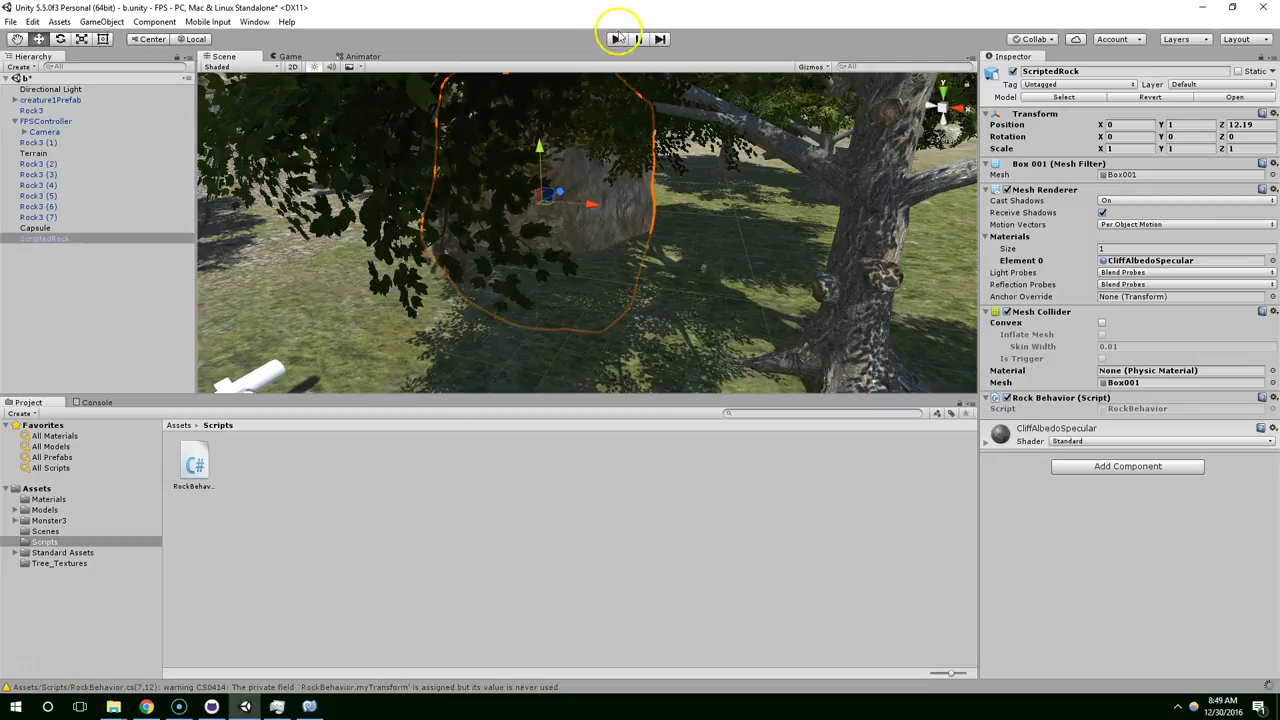 Unity 5.5.0f3 Personal (64bit) - b.unity - FPS - PC, Mac & Linux Standalone* <DX11>
File Edit Assets GameObject Component Mobile Input Window Help
Center Local Collab Account Layers Layout
Hierarchy Scene Game Animator Inspector
Create All Shaded 2D Gizmos All
b*
Directional Light
creature1Prefab
Rock3
FPSController
Camera
Rock3 (1)
Terrain
Rock3 (2)
Rock3 (3)
Rock3 (4)
Rock3 (5)
Rock3 (6)
Rock3 (7)
Capsule
ScriptedRock
y
ScriptedRock Static
Tag Untagged Layer Default
Model Select Revert Open
Transform
Position X 0 Y 1 Z 12.19
Rotation X 0 Y 0 Z 0
Scale X 1 Y 1 Z 1
Box 001 (Mesh Filter)
Mesh Box001
Mesh Renderer
Cast Shadows On
Receive Shadows
Motion Vectors Per Object Motion
Materials
Size 1
Element 0 CliffAlbedoSpecular
Light Probes Blend Probes
Reflection Probes Blend Probes
Anchor Override None (Transform)
Mesh Collider
Convex
Inflate Mesh
Skin Width 0.01
Is Trigger
Material None (Physic Material)
Mesh Box001
Rock Behavior (Script)
Script RockBehavior
CliffAlbedoSpecular
Shader Standard
Add Component
Project Console
Create
Favorites
All Materials
All Models
All Prefabs
All Scripts
Assets
Materials
Models
Monster3
Scenes
Scripts
Standard Assets
Tree_Textures
Assets Scripts
C#
RockBehav...
Assets/Scripts/RockBehavior.cs(7,12): warning CS0414: The private field `RockBehavior.myTransform' is assigned but its value is never used.
8:49 AM
12/30/2016